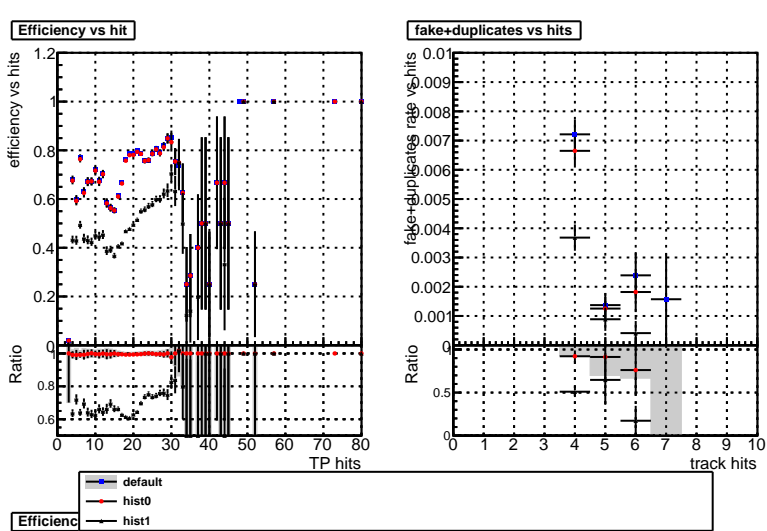 Efficiency vs hit
efficiency vs hits
1.2
1
0.8
0.6
0.4
0.2
0
Ratio
1
0.8
0.6
0 10 20 30 40 50 60 70 80
TP hits
fake+duplicates vs hits
fake+duplicates rate vs hits
0.01
0.009
0.008
0.007
0.006
0.005
0.004
0.003
0.002
0.001
0
Ratio
1
0.5
0
0 1 2 3 4 5 6 7 8 9 10
track hits
default
hist0
hist1